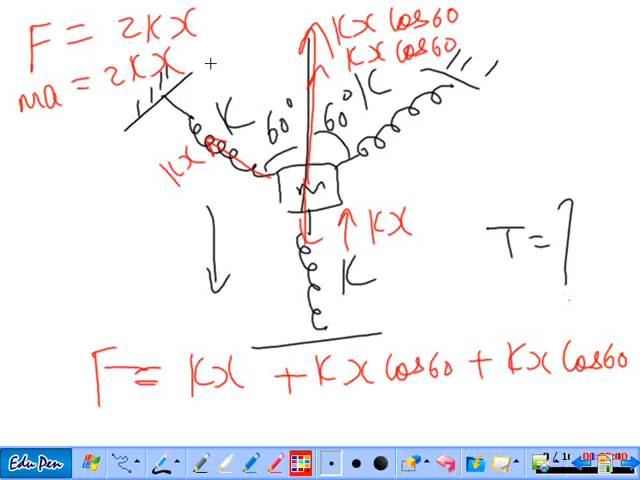 F = 2KX
ma = 2KX
KX Cos60
KX Cos60
K
60°
60°
K
KX
m
KX
K
T = ?
F = KX + KX Cos60 + KX Cos60
Edu Pen